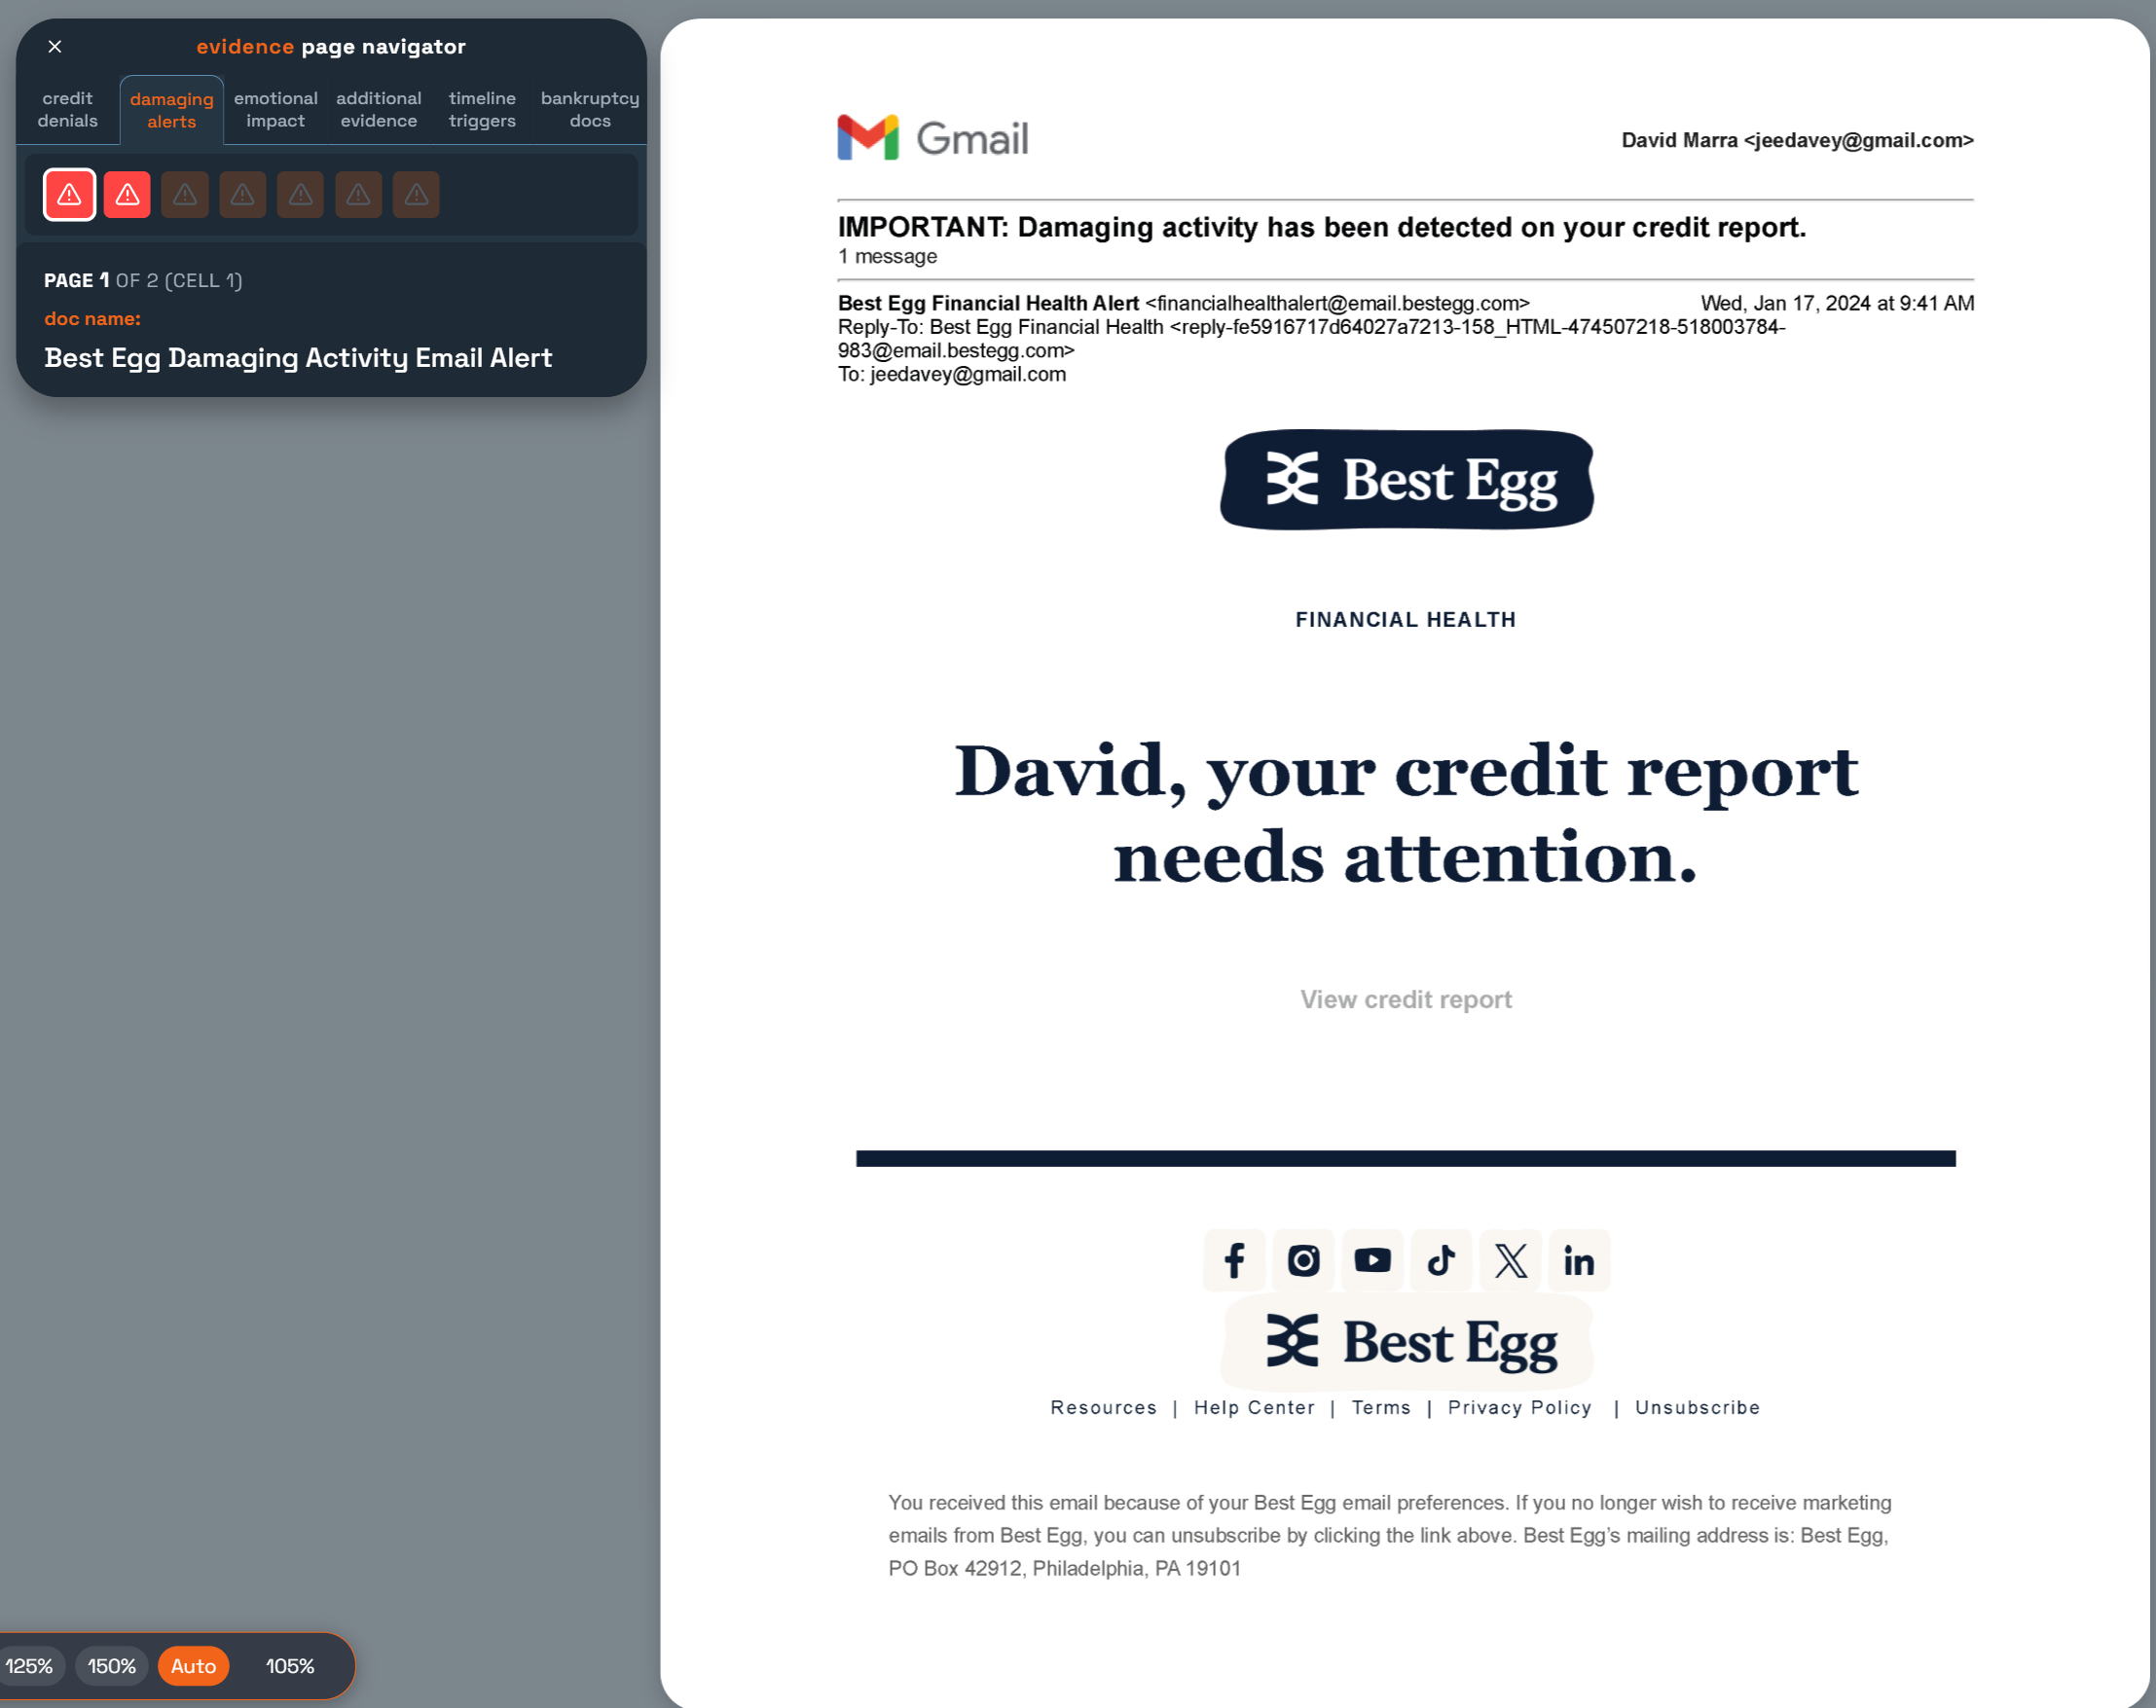 evidence page navigator
credit denials
damaging alerts
emotional impact
additional evidence
timeline triggers
bankruptcy docs
PAGE 1 OF 2 (CELL 1)
doc name:
Best Egg Damaging Activity Email Alert
125% 150% Auto 105%
Gmail
David Marra <jeedavey@gmail.com>
IMPORTANT: Damaging activity has been detected on your credit report.
1 message
Best Egg Financial Health Alert <financialhealthalert@email.bestegg.com> Wed, Jan 17, 2024 at 9:41 AM
Reply-To: Best Egg Financial Health <reply-fe5916717d64027a7213-158_HTML-474507218-518003784-
983@email.bestegg.com>
To: jeedavey@gmail.com
Best Egg
FINANCIAL HEALTH
David, your credit report
needs attention.
View credit report
Best Egg
Resources | Help Center | Terms | Privacy Policy | Unsubscribe
You received this email because of your Best Egg email preferences. If you no longer wish to receive marketing
emails from Best Egg, you can unsubscribe by clicking the link above. Best Egg’s mailing address is: Best Egg,
PO Box 42912, Philadelphia, PA 19101